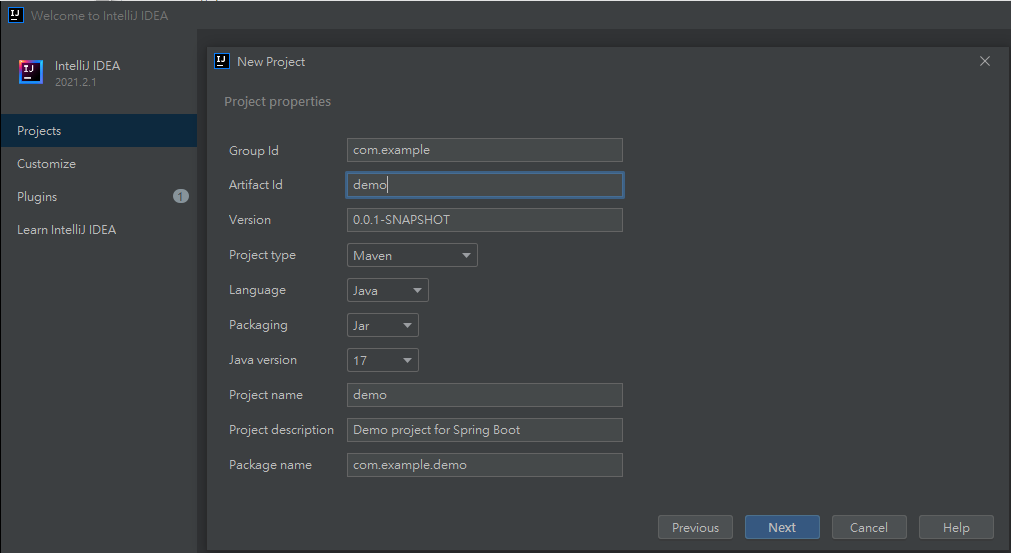 Welcome to IntelliJ IDEA
IntelliJ IDEA
2021.2.1
Projects
Customize
Plugins 1
Learn IntelliJ IDEA
New Project
Project properties
Group Id com.example
Artifact Id demo
Version 0.0.1-SNAPSHOT
Project type Maven
Language Java
Packaging Jar
Java version 17
Project name demo
Project description Demo project for Spring Boot
Package name com.example.demo
Previous Next Cancel Help